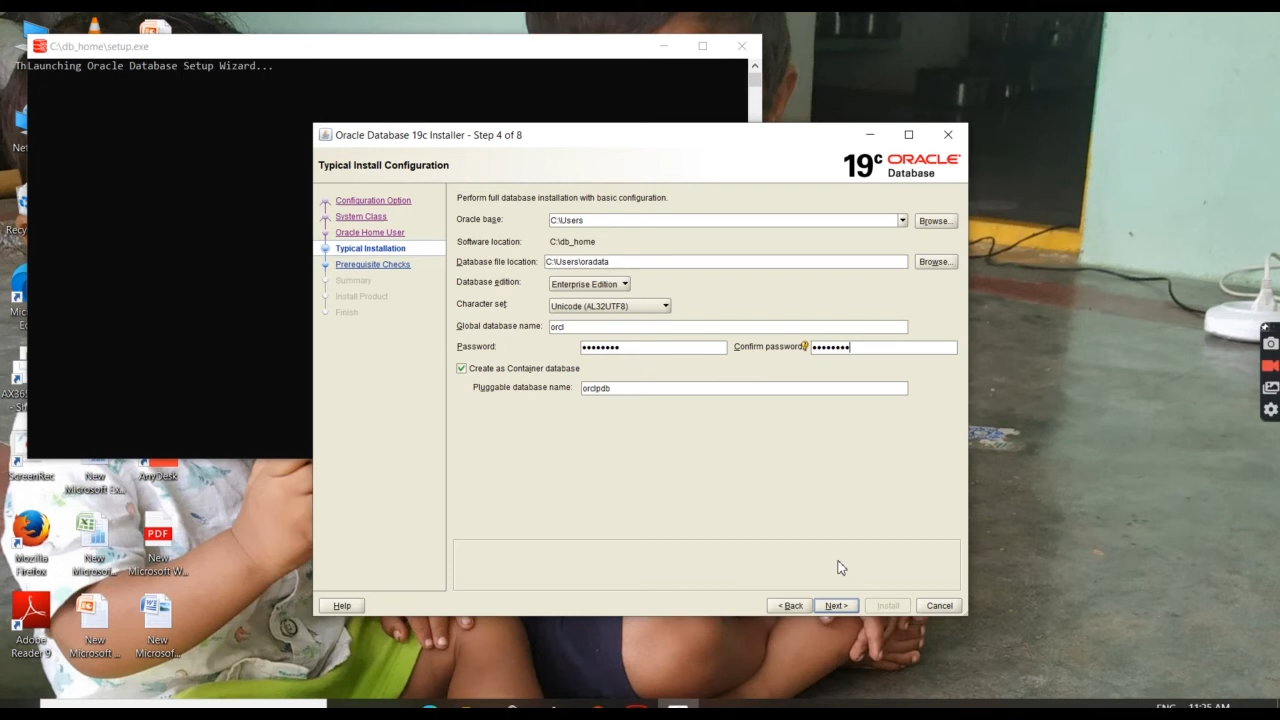 C:\db_home\setup.exe
Launching Oracle Database Setup Wizard...
Oracle Database 19c Installer - Step 4 of 8
Typical Install Configuration
19c ORACLE
Database
Configuration Option
System Class
Oracle Home User
Typical Installation
Prerequisite Checks
Summary
Install Product
Finish
Perform full database installation with basic configuration.
Oracle base: C:\Users Browse...
Software location: C:\db_home
Database file location: C:\Users\oradata Browse...
Database edition: Enterprise Edition
Character set: Unicode (AL32UTF8)
Global database name: orcl
Password: •••••••• Confirm password: ••••••••
Create as Container database
Pluggable database name: orclpdb
Help < Back Next > Install Cancel
ScreenRec
New Microsoft Ex...
AnyDesk
Mozilla Firefox
New Microsof...
PDF
New Microsoft W...
Adobe Reader 9
New Microsoft ...
New Microsof...
ENG 11:25 AM